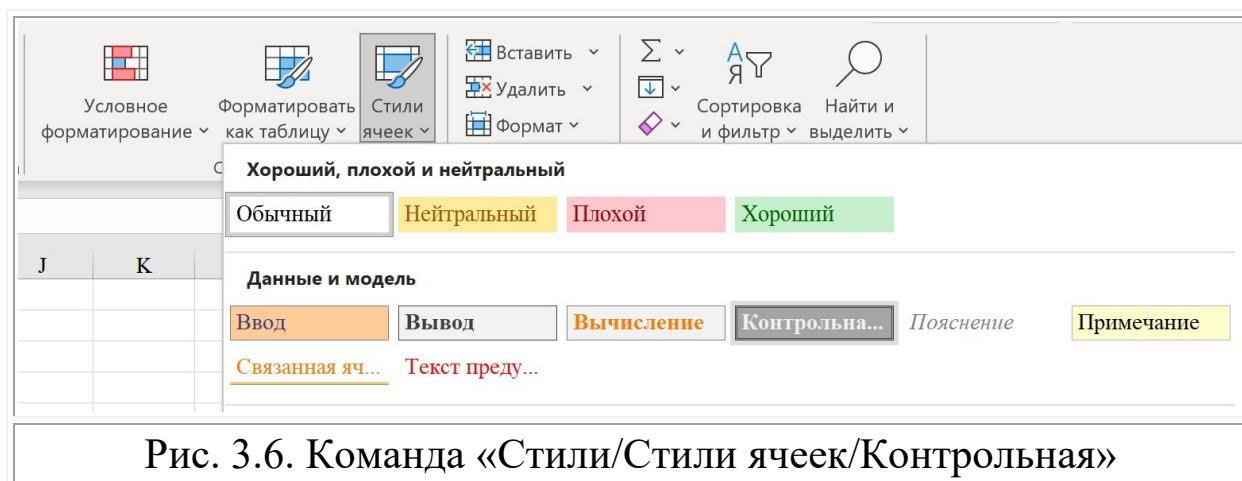 Вставить
Удалить
Формат
Условное
форматирование
Форматировать
как таблицу
Стили
ячеек
Σ
АЯ
Сортировка
и фильтр
Найти и
выделить
Хороший, плохой и нейтральный
Обычный Нейтральный Плохой Хороший
J K
Данные и модель
Ввод Вывод Вычисление Контрольна... Пояснение Примечание
Связанная яч... Текст преду...
Рис. 3.6. Команда «Стили/Стили ячеек/Контрольная»